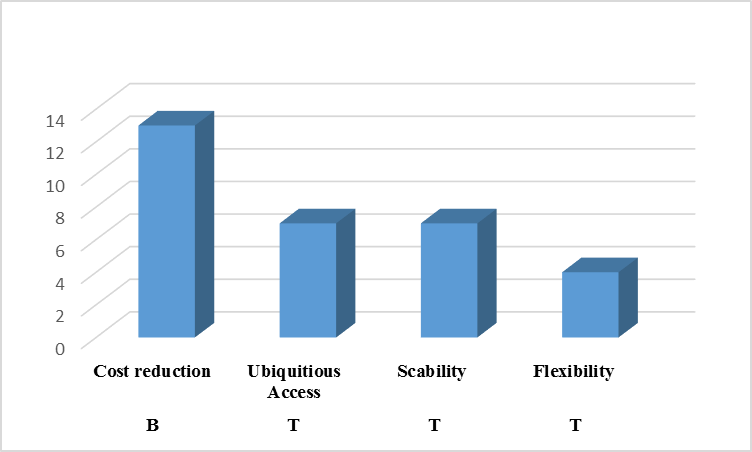 14
12
10
8
6
4
2
0
Cost reduction
Ubiquitious
Access
Scability
Flexibility
B
T
T
T